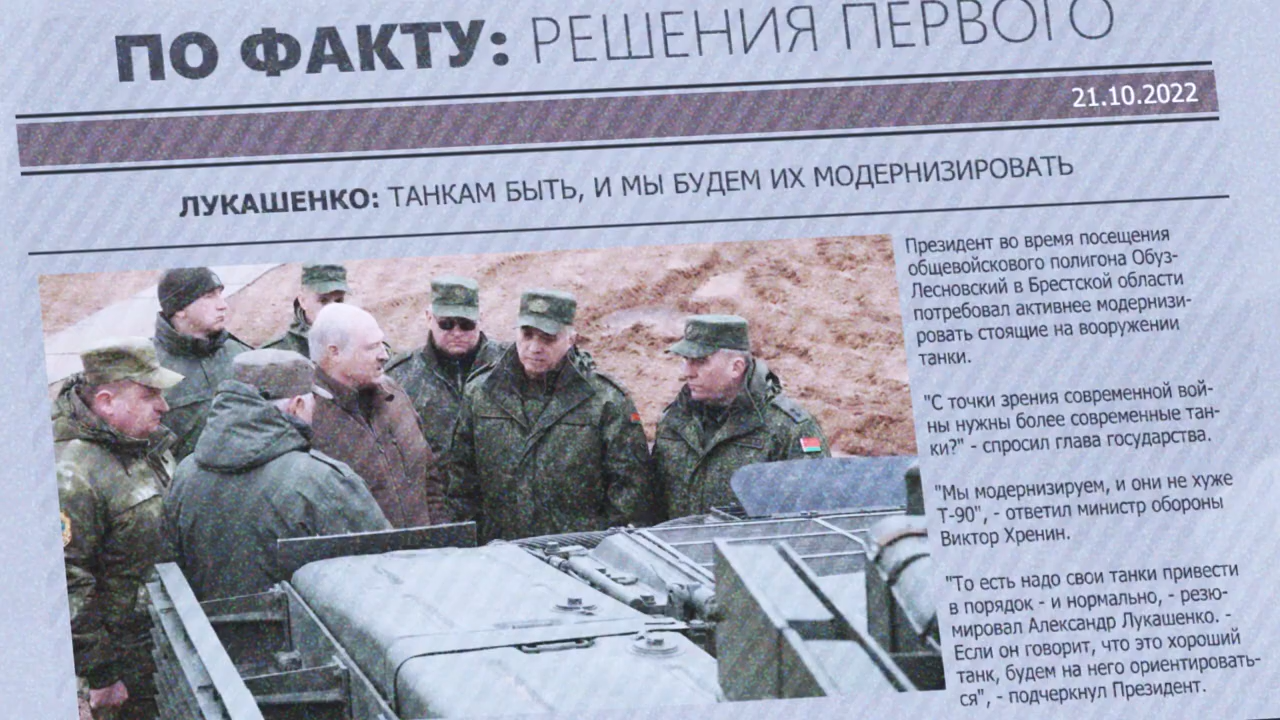 ПО ФАКТУ: РЕШЕНИЯ ПЕРВОГО
21.10.2022
ЛУКАШЕНКО: ТАНКАМ БЫТЬ, И МЫ БУДЕМ ИХ МОДЕРНИЗИРОВАТЬ
Президент во время посещения
общевойскового полигона Обуз-
Лесновский в Брестской области
потребовал активнее модернизи-
ровать стоящие на вооружении
танки.
"С точки зрения современной вой-
ны нужны более современные тан-
ки?" - спросил глава государства.
"Мы модернизируем, и они не хуже
Т-90", - ответил министр обороны
Виктор Хренин.
"То есть надо свои танки привести
в порядок - и нормально, - резю-
мировал Александр Лукашенко. -
Если он говорит, что это хороший
танк, будем на него ориентировать-
ся", - подчеркнул Президент.